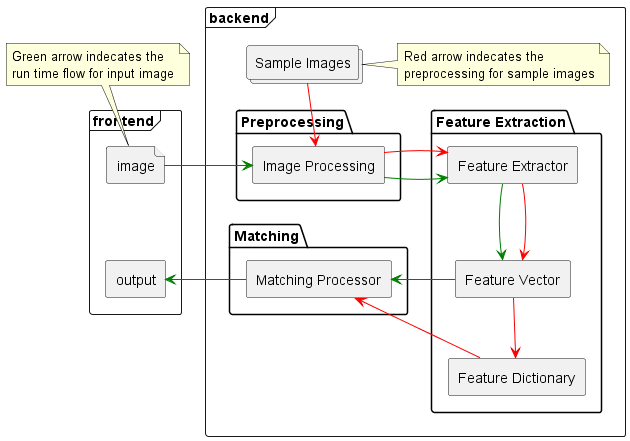 backend
Sample Images
Red arrow indecates the
preprocessing for sample images
Green arrow indecates the
run time flow for input image
frontend
image
Preprocessing
Image Processing
Feature Extraction
Feature Extractor
Matching
output
Matching Processor
Feature Vector
Feature Dictionary